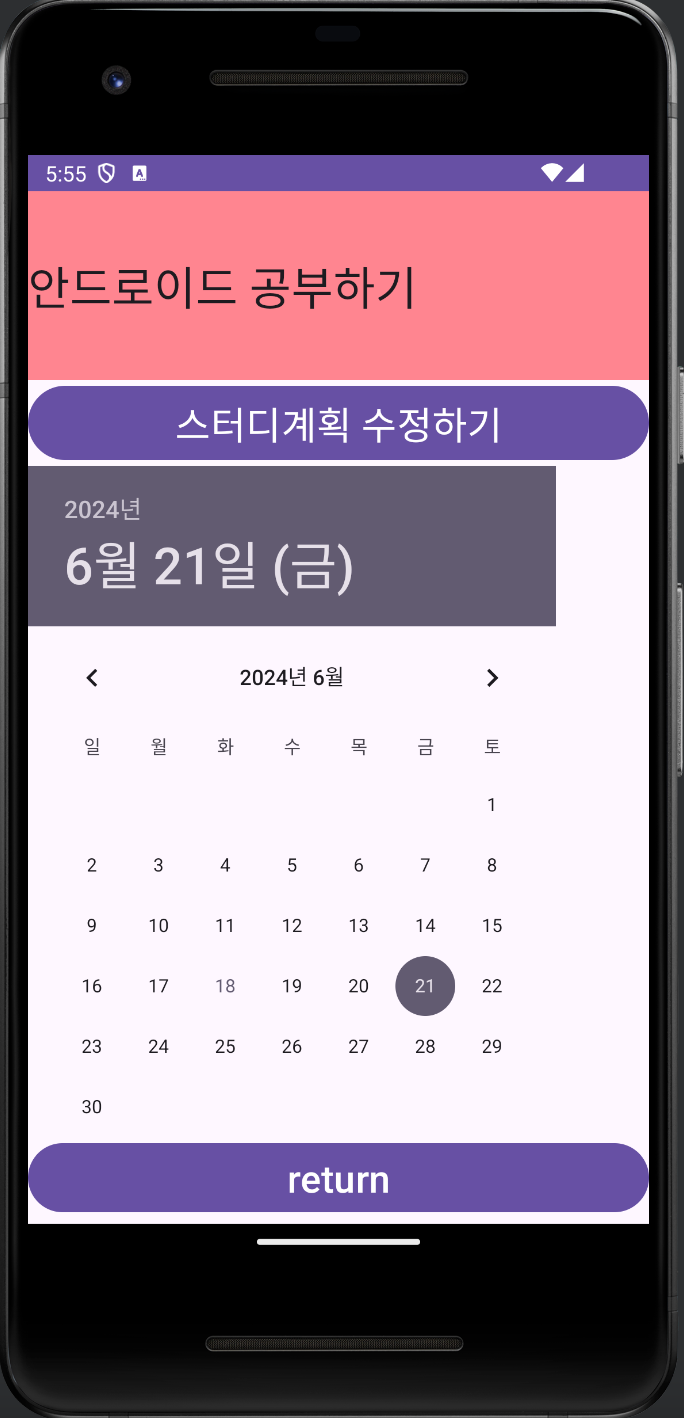 5:55
안드로이드 공부하기
스터디계획 수정하기
2024년
6월 21일 (금)
2024년 6월
일 월 화 수 목 금 토
1
2 3 4 5 6 7 8
9 10 11 12 13 14 15
16 17 18 19 20 21 22
23 24 25 26 27 28 29
30
return